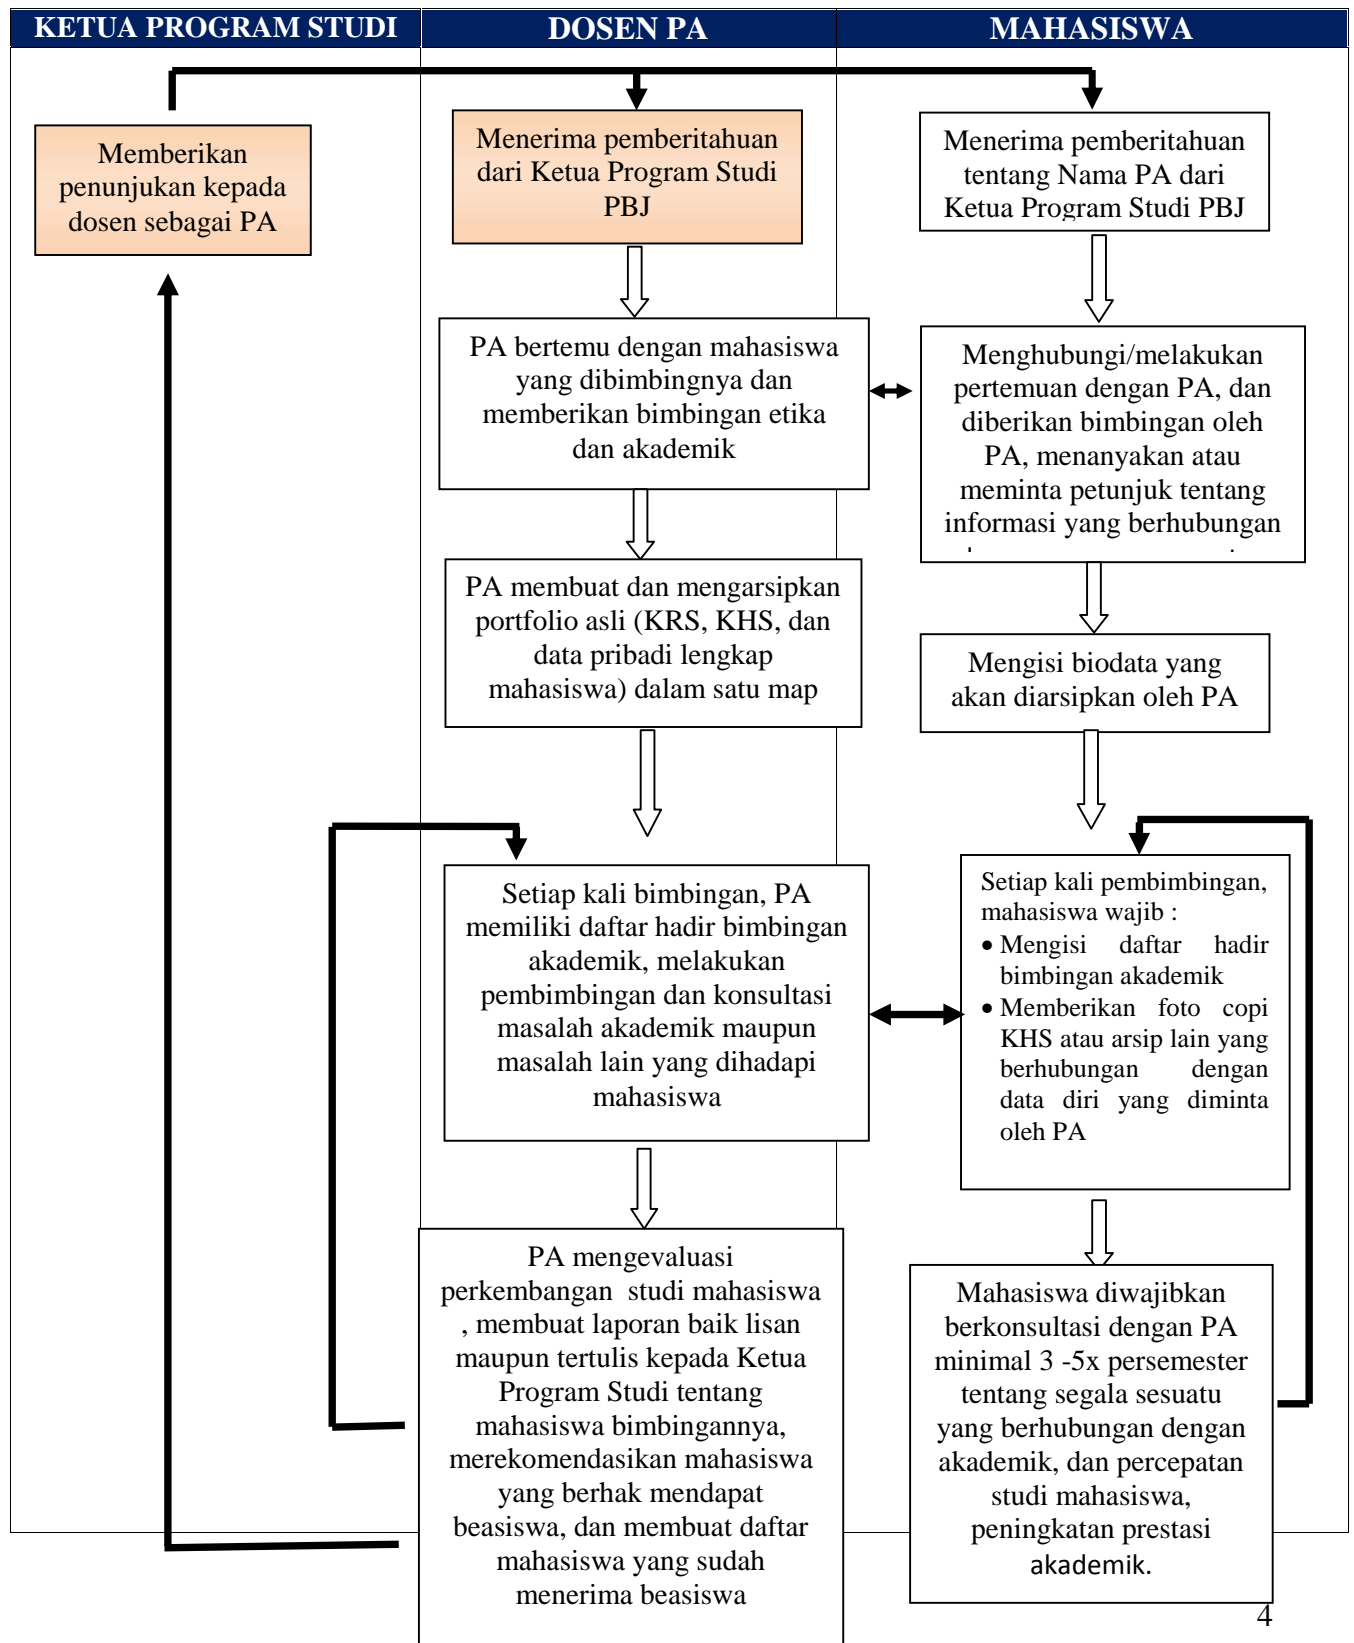 KETUA PROGRAM STUDI
DOSEN PA
MAHASISWA
Memberikan
penunjukan kepada
dosen sebagai PA
Menerima pemberitahuan
dari Ketua Program Studi
PBJ
Menerima pemberitahuan
tentang Nama PA dari
Ketua Program Studi PBJ
PA bertemu dengan mahasiswa
yang dibimbingnya dan
memberikan bimbingan etika
dan akademik
Menghubungi/melakukan
pertemuan dengan PA, dan
diberikan bimbingan oleh
PA, menanyakan atau
meminta petunjuk tentang
informasi yang berhubungan
PA membuat dan mengarsipkan
portfolio asli (KRS, KHS, dan
data pribadi lengkap
mahasiswa) dalam satu map
Mengisi biodata yang
akan diarsipkan oleh PA
Setiap kali bimbingan, PA
memiliki daftar hadir bimbingan
akademik, melakukan
pembimbingan dan konsultasi
masalah akademik maupun
masalah lain yang dihadapi
mahasiswa
Setiap kali pembimbingan,
mahasiswa wajib :
• Mengisi daftar hadir
bimbingan akademik
• Memberikan foto copi
KHS atau arsip lain yang
berhubungan dengan
data diri yang diminta
oleh PA
PA mengevaluasi
perkembangan studi mahasiswa
, membuat laporan baik lisan
maupun tertulis kepada Ketua
Program Studi tentang
mahasiswa bimbingannya,
merekomendasikan mahasiswa
yang berhak mendapat
beasiswa, dan membuat daftar
mahasiswa yang sudah
menerima beasiswa
Mahasiswa diwajibkan
berkonsultasi dengan PA
minimal 3 -5x persemester
tentang segala sesuatu
yang berhubungan dengan
akademik, dan percepatan
studi mahasiswa,
peningkatan prestasi
akademik.
4